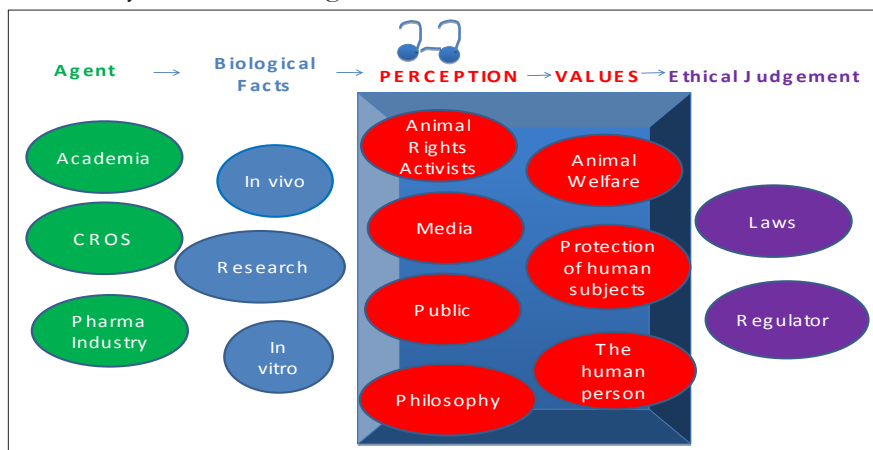 Agent
Biological
Facts
PERCEPTION
VALUES
Ethical Judgement
Academia
CROS
Pharma
Industry
In vivo
Research
In
vitro
Animal
Rights
Activists
Media
Public
Philosophy
Animal
Welfare
Protection
of human
subjects
The
human
person
Laws
Regulator